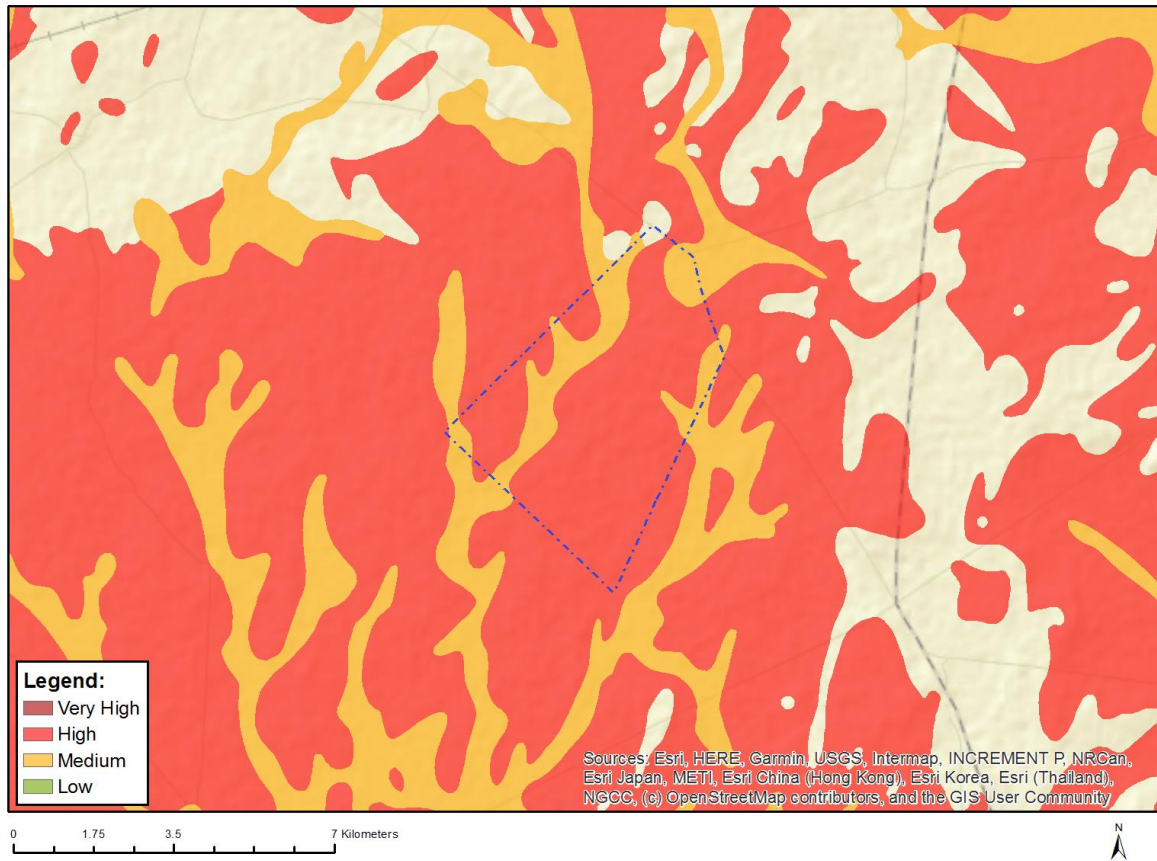 Legend:
Very High
High
Medium
Low
Sources: Esri, HERE, Garmin, USGS, Intermap, INCREMENT P, NRCan,
Esri Japan, METI, Esri China (Hong Kong), Esri Korea, Esri (Thailand),
NGCC, (c) OpenStreetMap contributors, and the GIS User Community
0 1.75 3.5 7 Kilometers
N